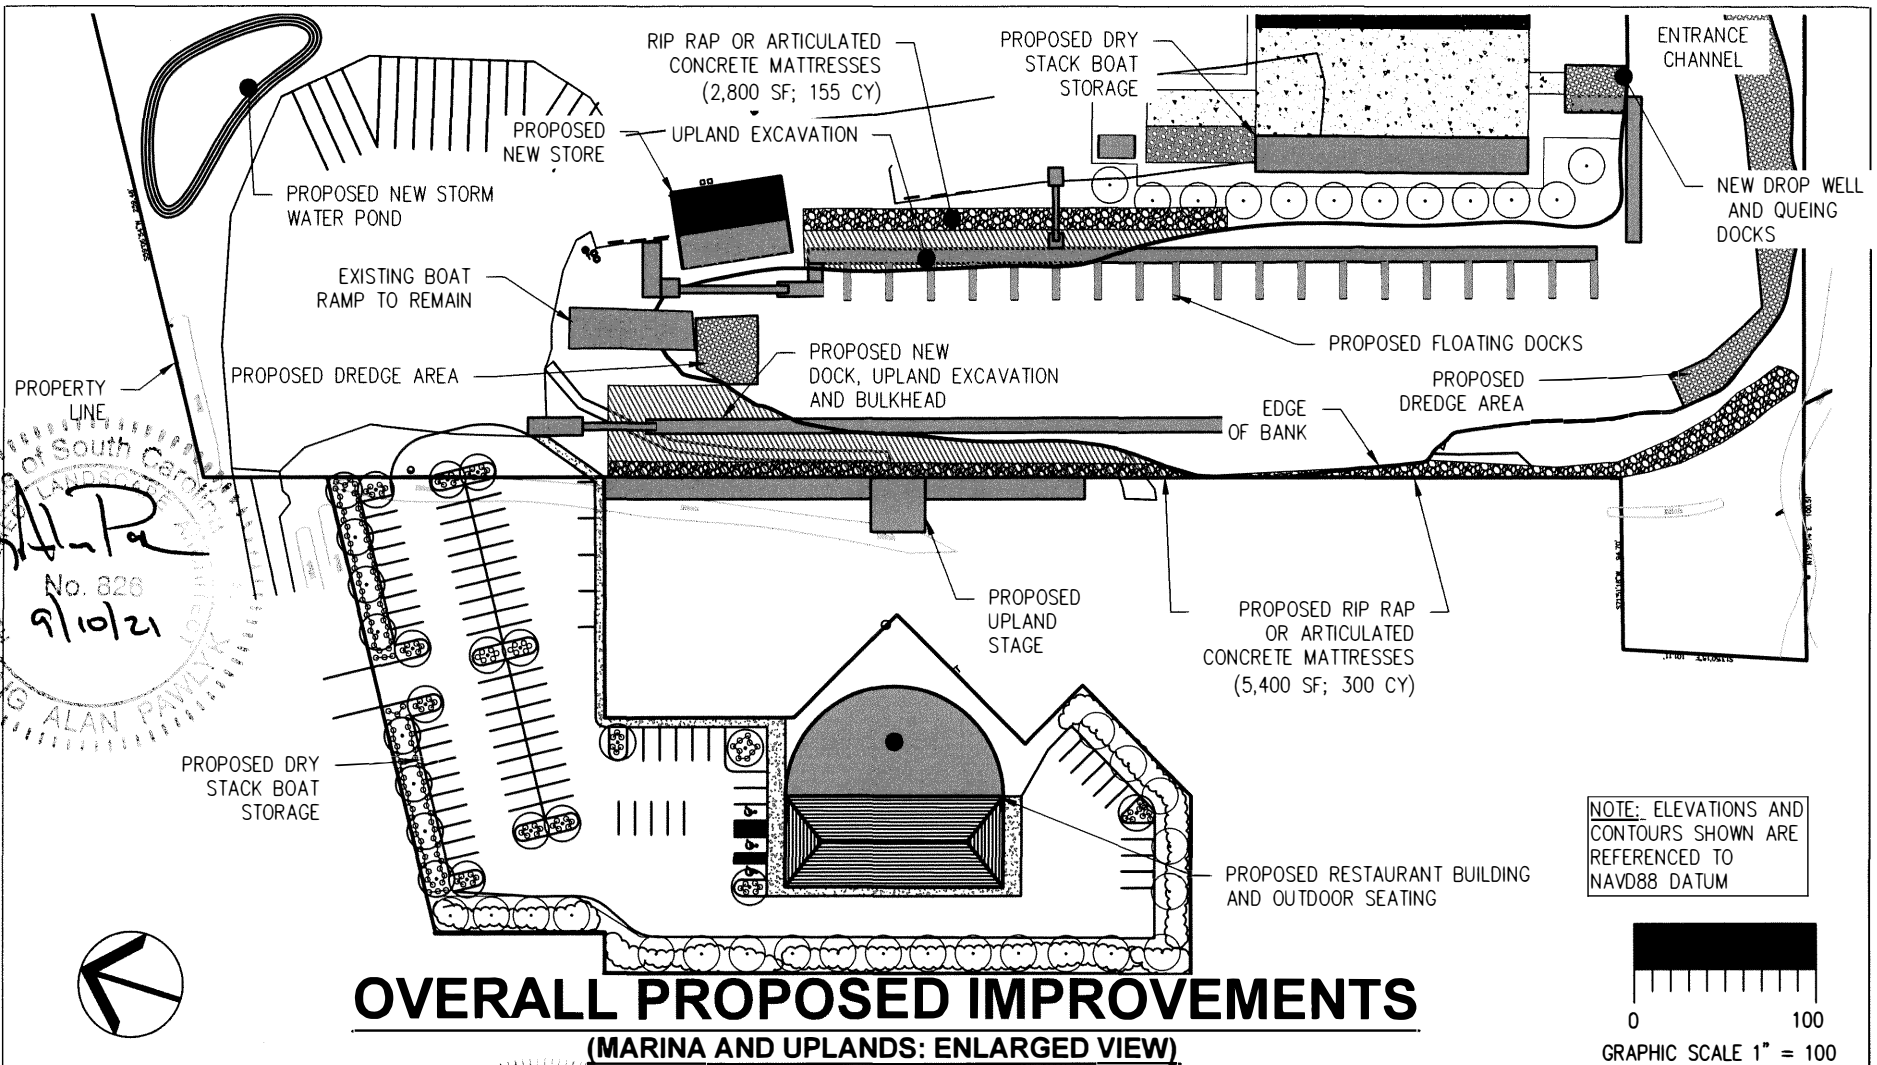 RIP RAP OR ARTICULATED
CONCRETE MATTRESSES
(2,800 SF; 155 CY)
PROPOSED DRY
STACK BOAT
STORAGE
ENTRANCE
CHANNEL
PROPOSED
NEW STORE
UPLAND EXCAVATION
PROPOSED NEW STORM
WATER POND
NEW DROP WELL
AND QUEING
DOCKS
EXISTING BOAT
RAMP TO REMAIN
PROPOSED FLOATING DOCKS
PROPOSED NEW
DOCK, UPLAND EXCAVATION
AND BULKHEAD
PROPERTY
LINE
PROPOSED DREDGE AREA
PROPOSED
DREDGE AREA
EDGE
OF BANK
of South Carolina
LANDSCAPE
No. 826
9/10/21
ALAN PAWLYK
PROPOSED
UPLAND
STAGE
PROPOSED RIP RAP
OR ARTICULATED
CONCRETE MATTRESSES
(5,400 SF; 300 CY)
PROPOSED DRY
STACK BOAT
STORAGE
NOTE: ELEVATIONS AND
CONTOURS SHOWN ARE
REFERENCED TO
NAVD88 DATUM
PROPOSED RESTAURANT BUILDING
AND OUTDOOR SEATING
OVERALL PROPOSED IMPROVEMENTS
(MARINA AND UPLANDS: ENLARGED VIEW)
0 100
GRAPHIC SCALE 1" = 100